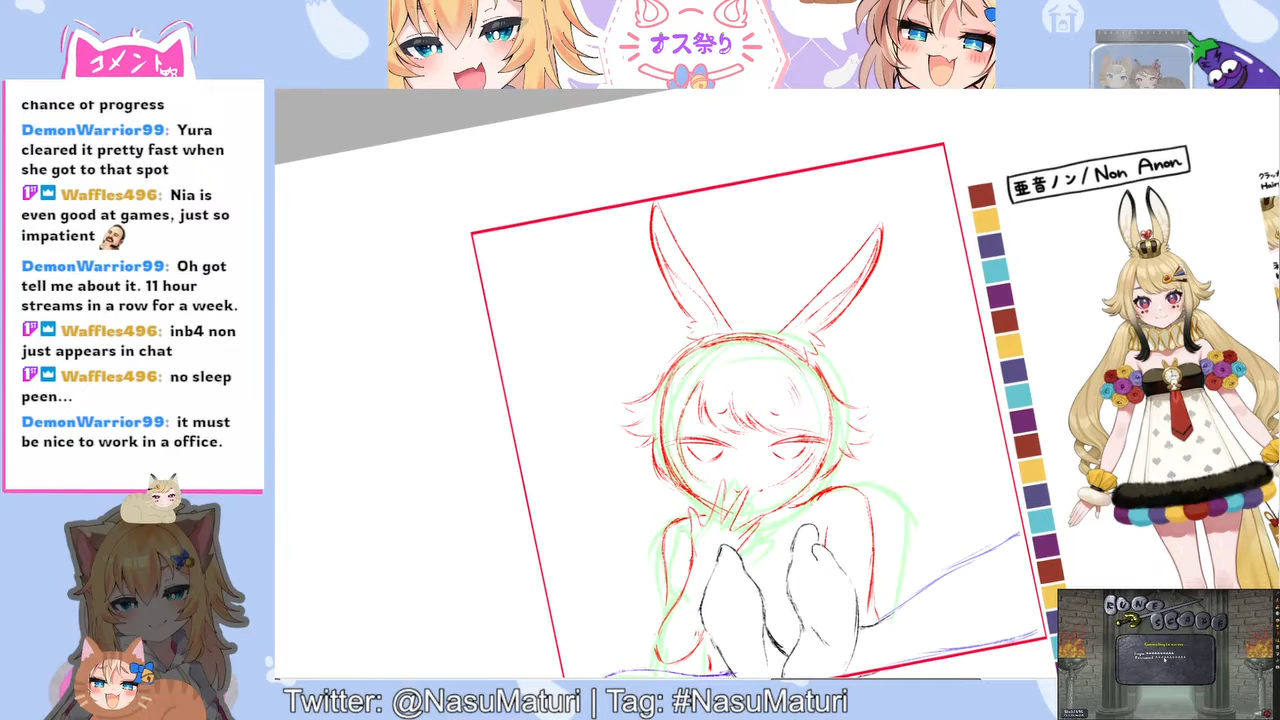 コメント
chance of progress
DemonWarrior99: Yura
cleared it pretty fast when
she got to that spot
Waffles496: Nia is
even good at games, just so
impatient
DemonWarrior99: Oh got
tell me about it. 11 hour
streams in a row for a week.
Waffles496: inb4 non
just appears in chat
Waffles496: no sleep
peen...
DemonWarrior99: it must
be nice to work in a office.
オス祭り
亜音ノン/Non Anon
RUNE
SCAPE
Twitter: @NasuMaturi | Tag: #NasuMaturi